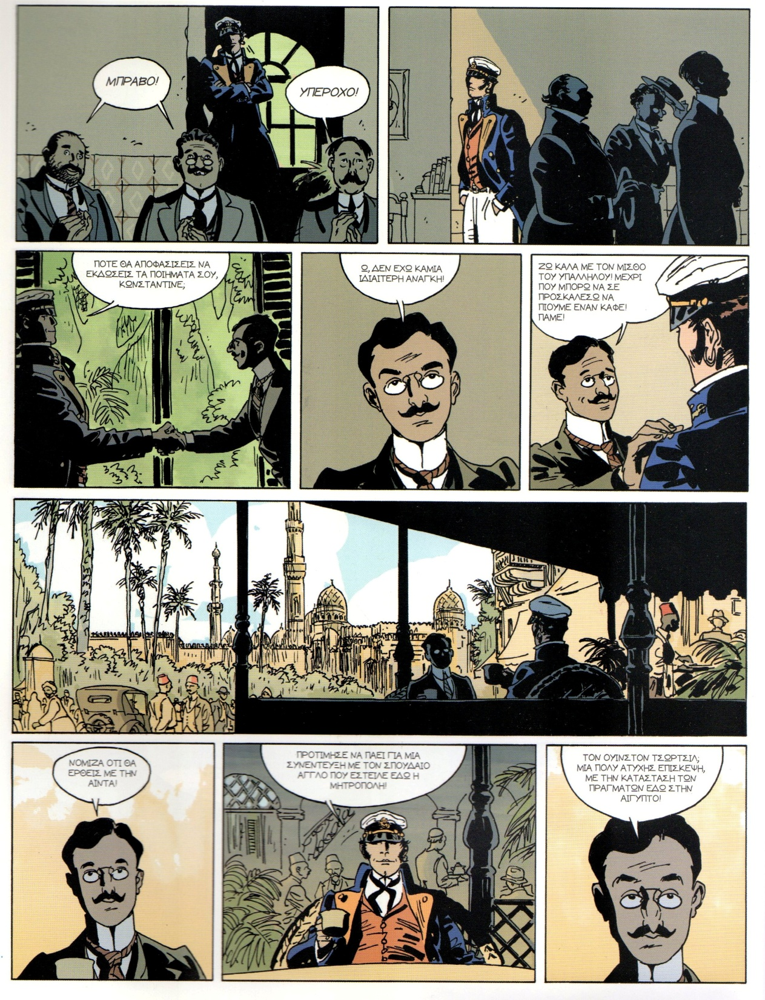 ΜΠΡΑΒΟ!
ΥΠΕΡΟΧΟ!
ΠΟΤΕ ΘΑ ΑΠΟΦΑΣΙΣΕΙΣ ΝΑ
ΕΚΔΩΣΕΙΣ ΤΑ ΠΟΙΗΜΑΤΑ ΣΟΥ,
ΚΩΝΣΤΑΝΤΙΝΕ;
Ω, ΔΕΝ ΕΧΩ ΚΑΜΙΑ
ΙΔΙΑΙΤΕΡΗ ΑΝΑΓΚΗ!
ΖΩ ΚΑΛΑ ΜΕ ΤΟΝ ΜΙΣΘΟ
ΤΟΥ ΥΠΑΛΛΗΛΟΥ! ΜΕΧΡΙ
ΠΟΥ ΜΠΟΡΩ ΝΑ ΣΕ
ΠΡΟΣΚΑΛΕΣΩ ΝΑ
ΠΙΟΥΜΕ ΕΝΑΝ ΚΑΦΕ!
ΠΑΜΕ!
ΝΟΜΙΖΑ ΟΤΙ ΘΑ
ΕΡΘΕΙΣ ΜΕ ΤΗΝ
ΑΙΝΤΑ!
ΠΡΟΤΙΜΗΣΕ ΝΑ ΠΑΕΙ ΓΙΑ ΜΙΑ
ΣΥΝΕΝΤΕΥΞΗ ΜΕ ΤΟΝ ΣΠΟΥΔΑΙΟ
ΑΓΓΛΟ ΠΟΥ ΕΣΤΕΙΛΕ ΕΔΩ Η
ΜΗΤΡΟΠΟΛΗ!
ΤΟΝ ΟΥΙΝΣΤΟΝ ΤΣΩΡΤΣΙΛ;
ΜΙΑ ΠΟΛΥ ΑΤΥΧΗΣ ΕΠΙΣΚΕΨΗ,
ΜΕ ΤΗΝ ΚΑΤΑΣΤΑΣΗ ΤΩΝ
ΠΡΑΓΜΑΤΩΝ ΕΔΩ ΣΤΗΝ
ΑΙΓΥΠΤΟ!